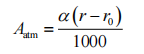 A_atm = α(r − r_0) / 1000